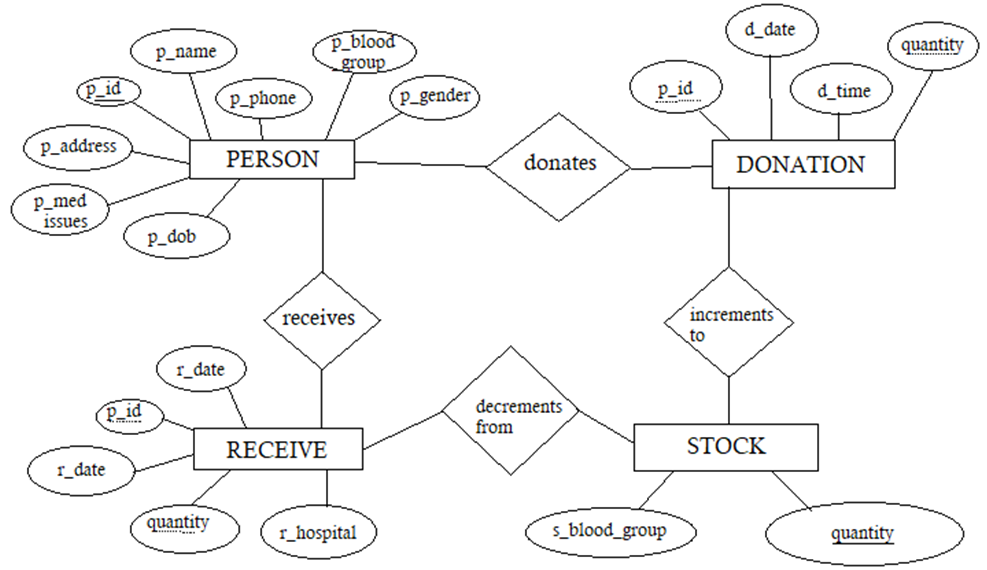 p_name
p_blood
group
p_id
p_phone
p_gender
p_address
PERSON
p_med
issues
p_dob
donates
d_date
quantity
p_id
d_time
DONATION
receives
increments
to
r_date
p_id
r_date
RECEIVE
quantity
r_hospital
decrements
from
STOCK
s_blood_group
quantity